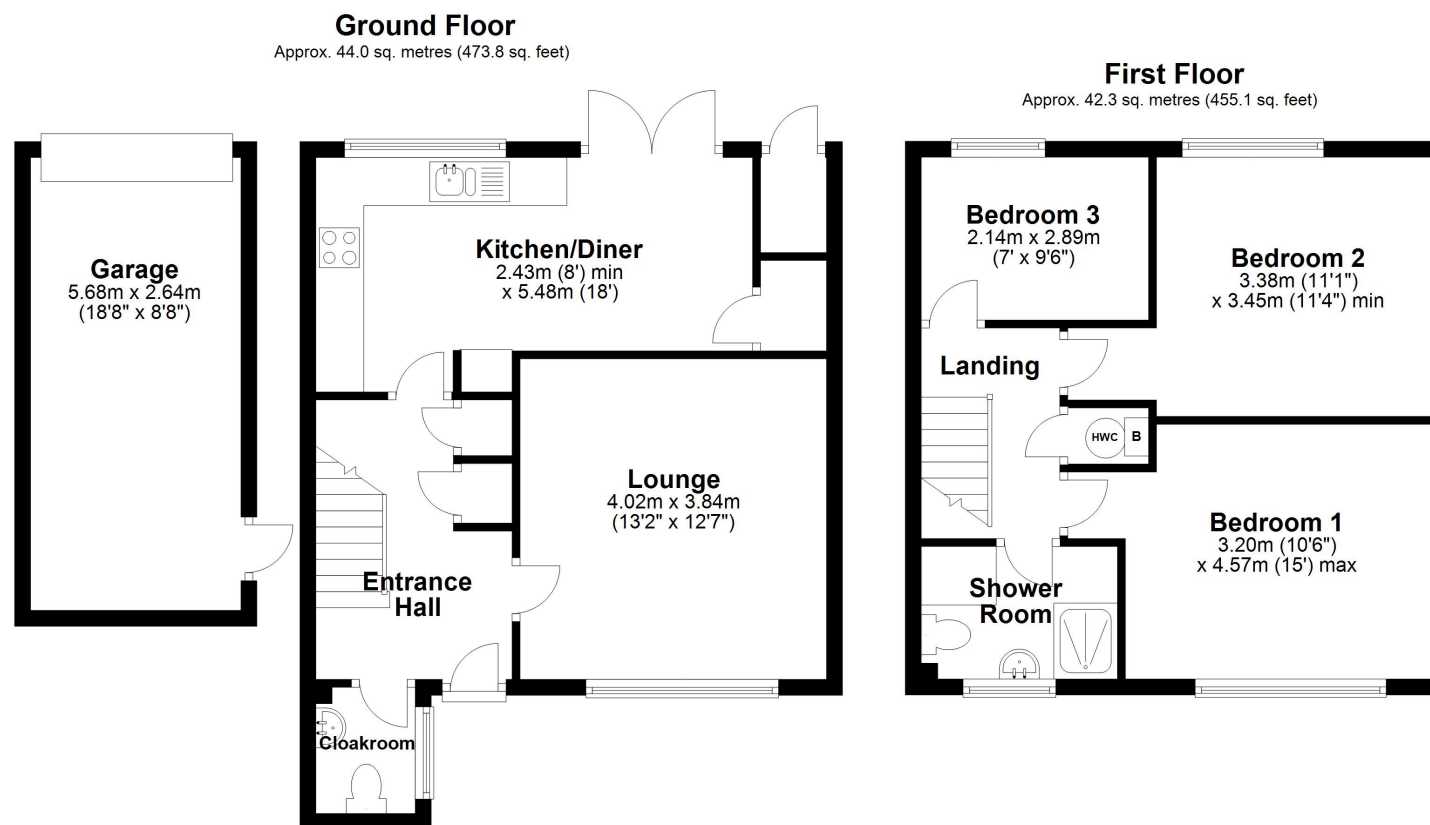 Ground Floor
Approx. 44.0 sq. metres (473.8 sq. feet)
First Floor
Approx. 42.3 sq. metres (455.1 sq. feet)
Garage
5.68m x 2.64m
(18'8" x 8'8")
Kitchen/Diner
2.43m (8') min
x 5.48m (18')
Lounge
4.02m x 3.84m
(13'2" x 12'7")
Entrance
Hall
Cloakroom
Bedroom 3
2.14m x 2.89m
(7' x 9'6")
Bedroom 2
3.38m (11'1")
x 3.45m (11'4") min
Landing
HWC
B
Bedroom 1
3.20m (10'6")
x 4.57m (15') max
Shower
Room